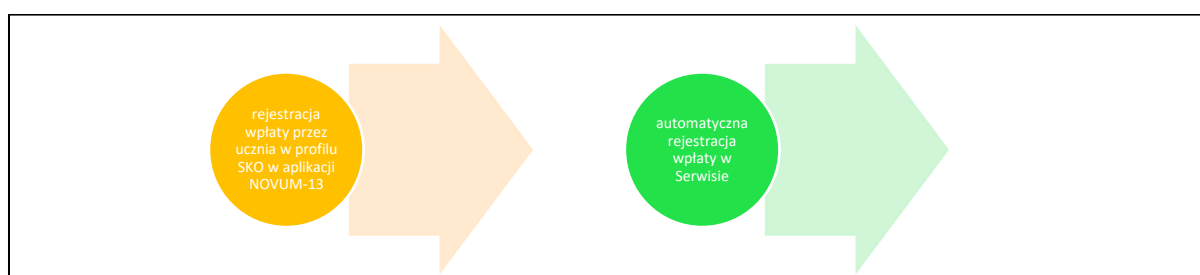 rejestracja
wpłaty przez
ucznia w profilu
SKO w aplikacji
NOVUM-13
automatyczna
rejestracja
wpłaty w
Serwisie